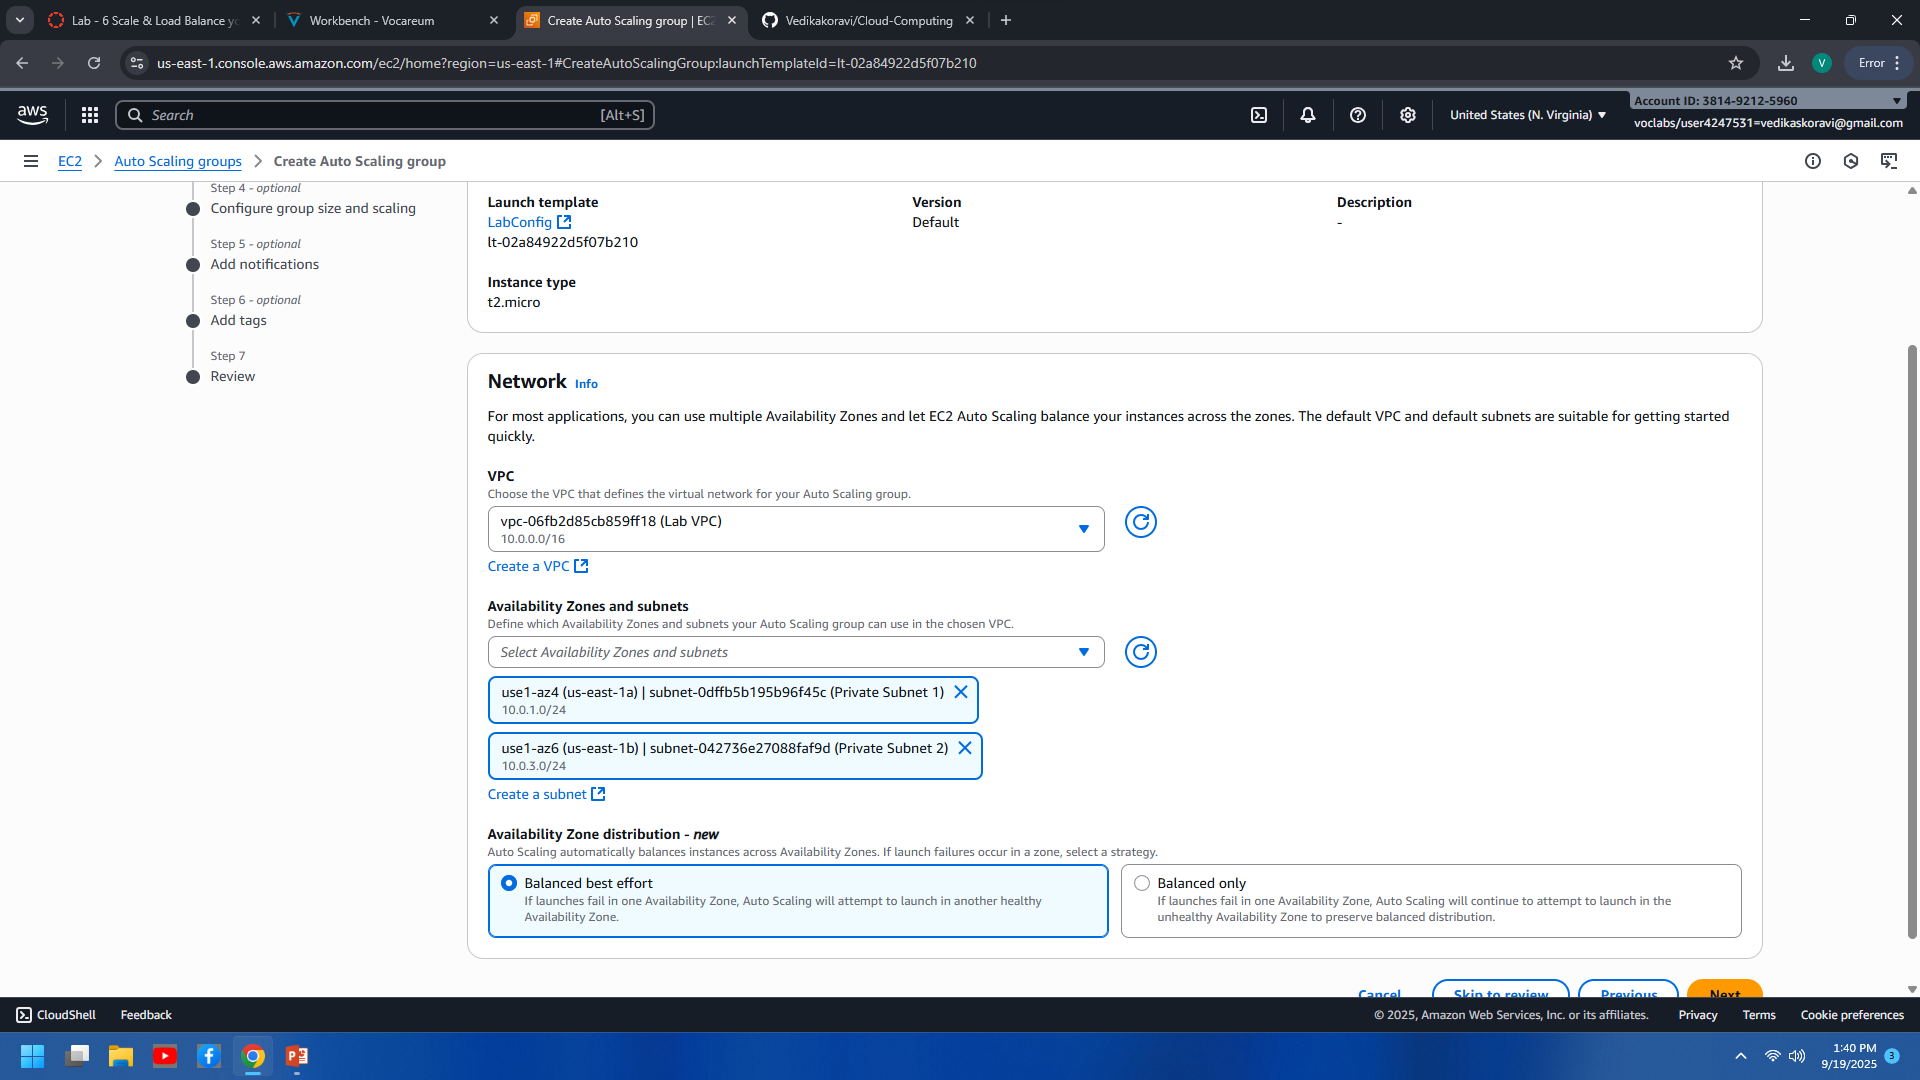 Lab - 6 Scale & Load Balance yo
Workbench - Vocareum
Create Auto Scaling group | EC2
Vedikakoravi/Cloud-Computing
us-east-1.console.aws.amazon.com/ec2/home?region=us-east-1#CreateAutoScalingGroup:launchTemplateId=lt-02a84922d5f07b210
V
Error
aws
Search
[Alt+S]
United States (N. Virginia)
Account ID: 3814-9212-5960
voclabs/user4247531=vedikaskoravi@gmail.com
EC2
Auto Scaling groups
Create Auto Scaling group
Step 4 - optional
Configure group size and scaling
Step 5 - optional
Add notifications
Step 6 - optional
Add tags
Step 7
Review
Launch template
LabConfig
lt-02a84922d5f07b210
Version
Default
Description
-
Instance type
t2.micro
Network Info
For most applications, you can use multiple Availability Zones and let EC2 Auto Scaling balance your instances across the zones. The default VPC and default subnets are suitable for getting started
quickly.
VPC
Choose the VPC that defines the virtual network for your Auto Scaling group.
vpc-06fb2d85cb859ff18 (Lab VPC)
10.0.0.0/16
Create a VPC
Availability Zones and subnets
Define which Availability Zones and subnets your Auto Scaling group can use in the chosen VPC.
Select Availability Zones and subnets
use1-az4 (us-east-1a) | subnet-0dffb5b195b96f45c (Private Subnet 1)
10.0.1.0/24
use1-az6 (us-east-1b) | subnet-042736e27088faf9d (Private Subnet 2)
10.0.3.0/24
Create a subnet
Availability Zone distribution - new
Auto Scaling automatically balances instances across Availability Zones. If launch failures occur in a zone, select a strategy.
Balanced best effort
If launches fail in one Availability Zone, Auto Scaling will attempt to launch in another healthy
Availability Zone.
Balanced only
If launches fail in one Availability Zone, Auto Scaling will continue to attempt to launch in the
unhealthy Availability Zone to preserve balanced distribution.
Cancel
Skip to review
Previous
Next
CloudShell
Feedback
© 2025, Amazon Web Services, Inc. or its affiliates.
Privacy
Terms
Cookie preferences
1:40 PM
9/19/2025
3